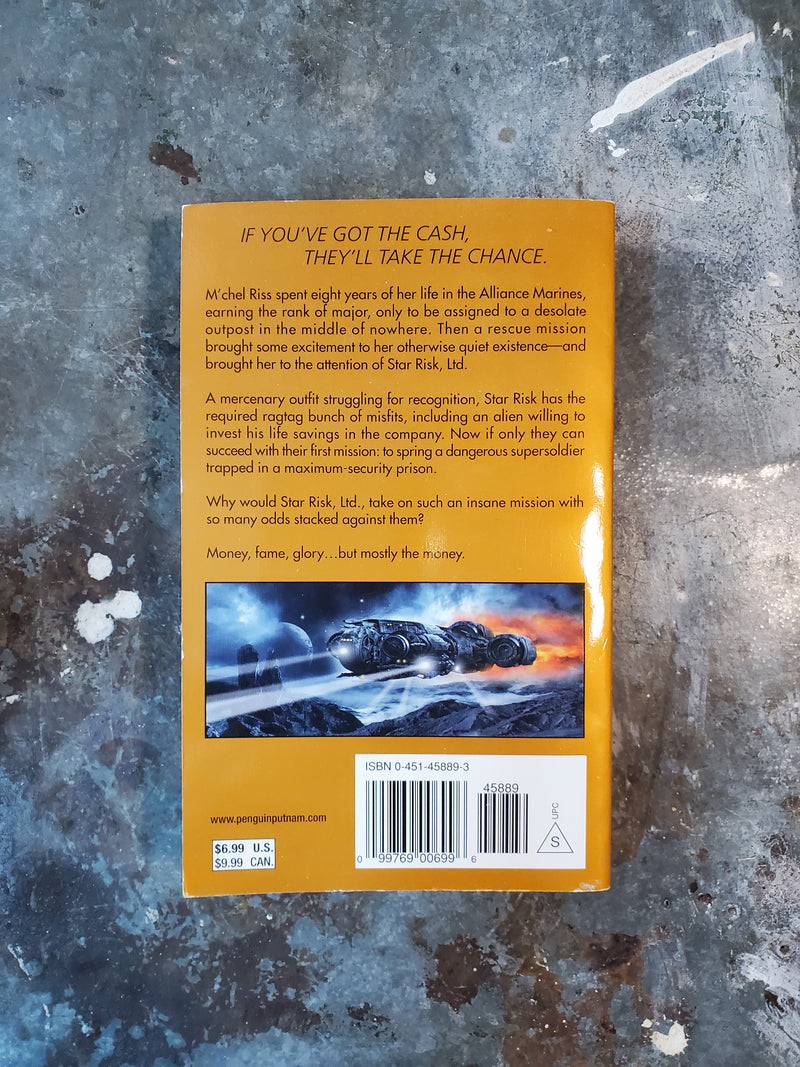 IF YOU'VE GOT THE CASH,
THEY'LL TAKE THE CHANCE.
M'chel Riss spent eight years of her life in the Alliance Marines,
earning the rank of major, only to be assigned to a desolate
outpost in the middle of nowhere. Then a rescue mission
brought some excitement to her otherwise quiet existence—and
brought her to the attention of Star Risk, Ltd.
A mercenary outfit struggling for recognition, Star Risk has the
required ragtag bunch of misfits, including an alien willing to
invest his life savings in the company. Now if only they can
succeed with their first mission: to spring a dangerous supersoldier
trapped in a maximum-security prison.
Why would Star Risk, Ltd., take on such an insane mission with
so many odds stacked against them?
Money, fame, glory...but mostly the money.
ISBN 0-451-45889-3
45889
UPC
S
0 99769 00699 6
www.penguinputnam.com
$6.99 U.S.
$9.99 CAN.